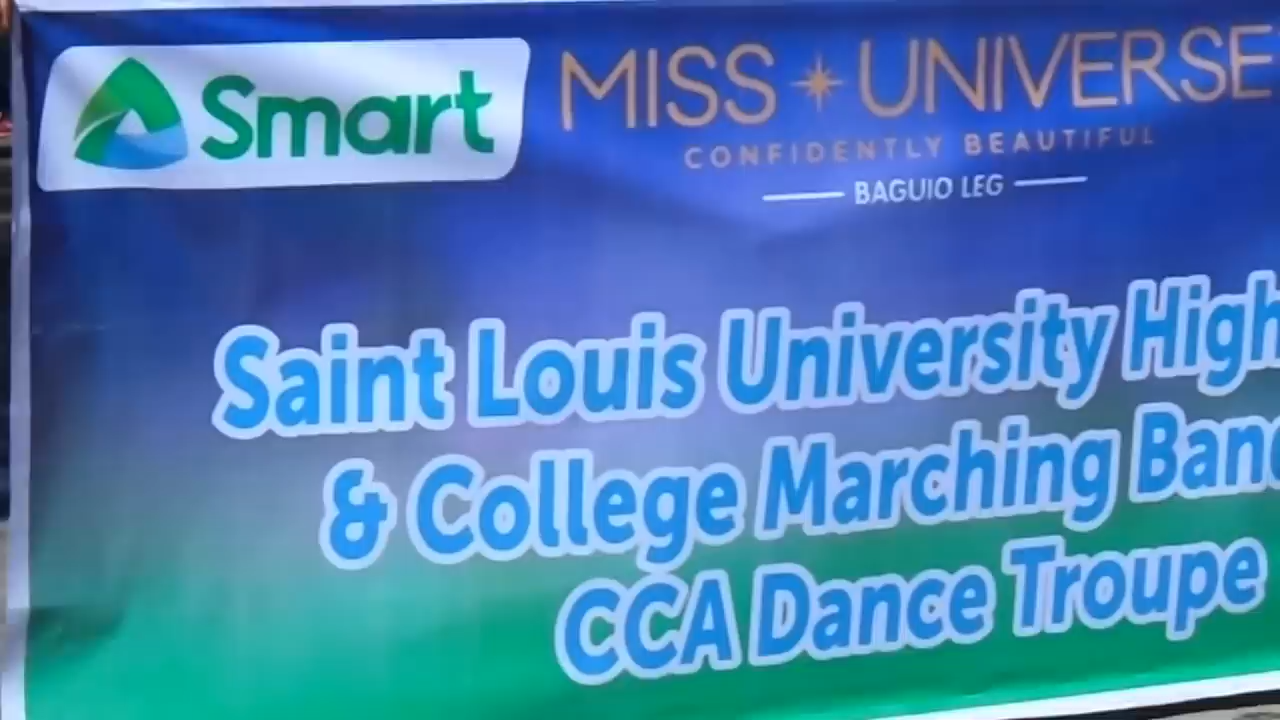 Smart
MISS UNIVERSE
CONFIDENTLY BEAUTIFUL
BAGUIO LEG
Saint Louis University High
& College Marching Band
CCA Dance Troupe